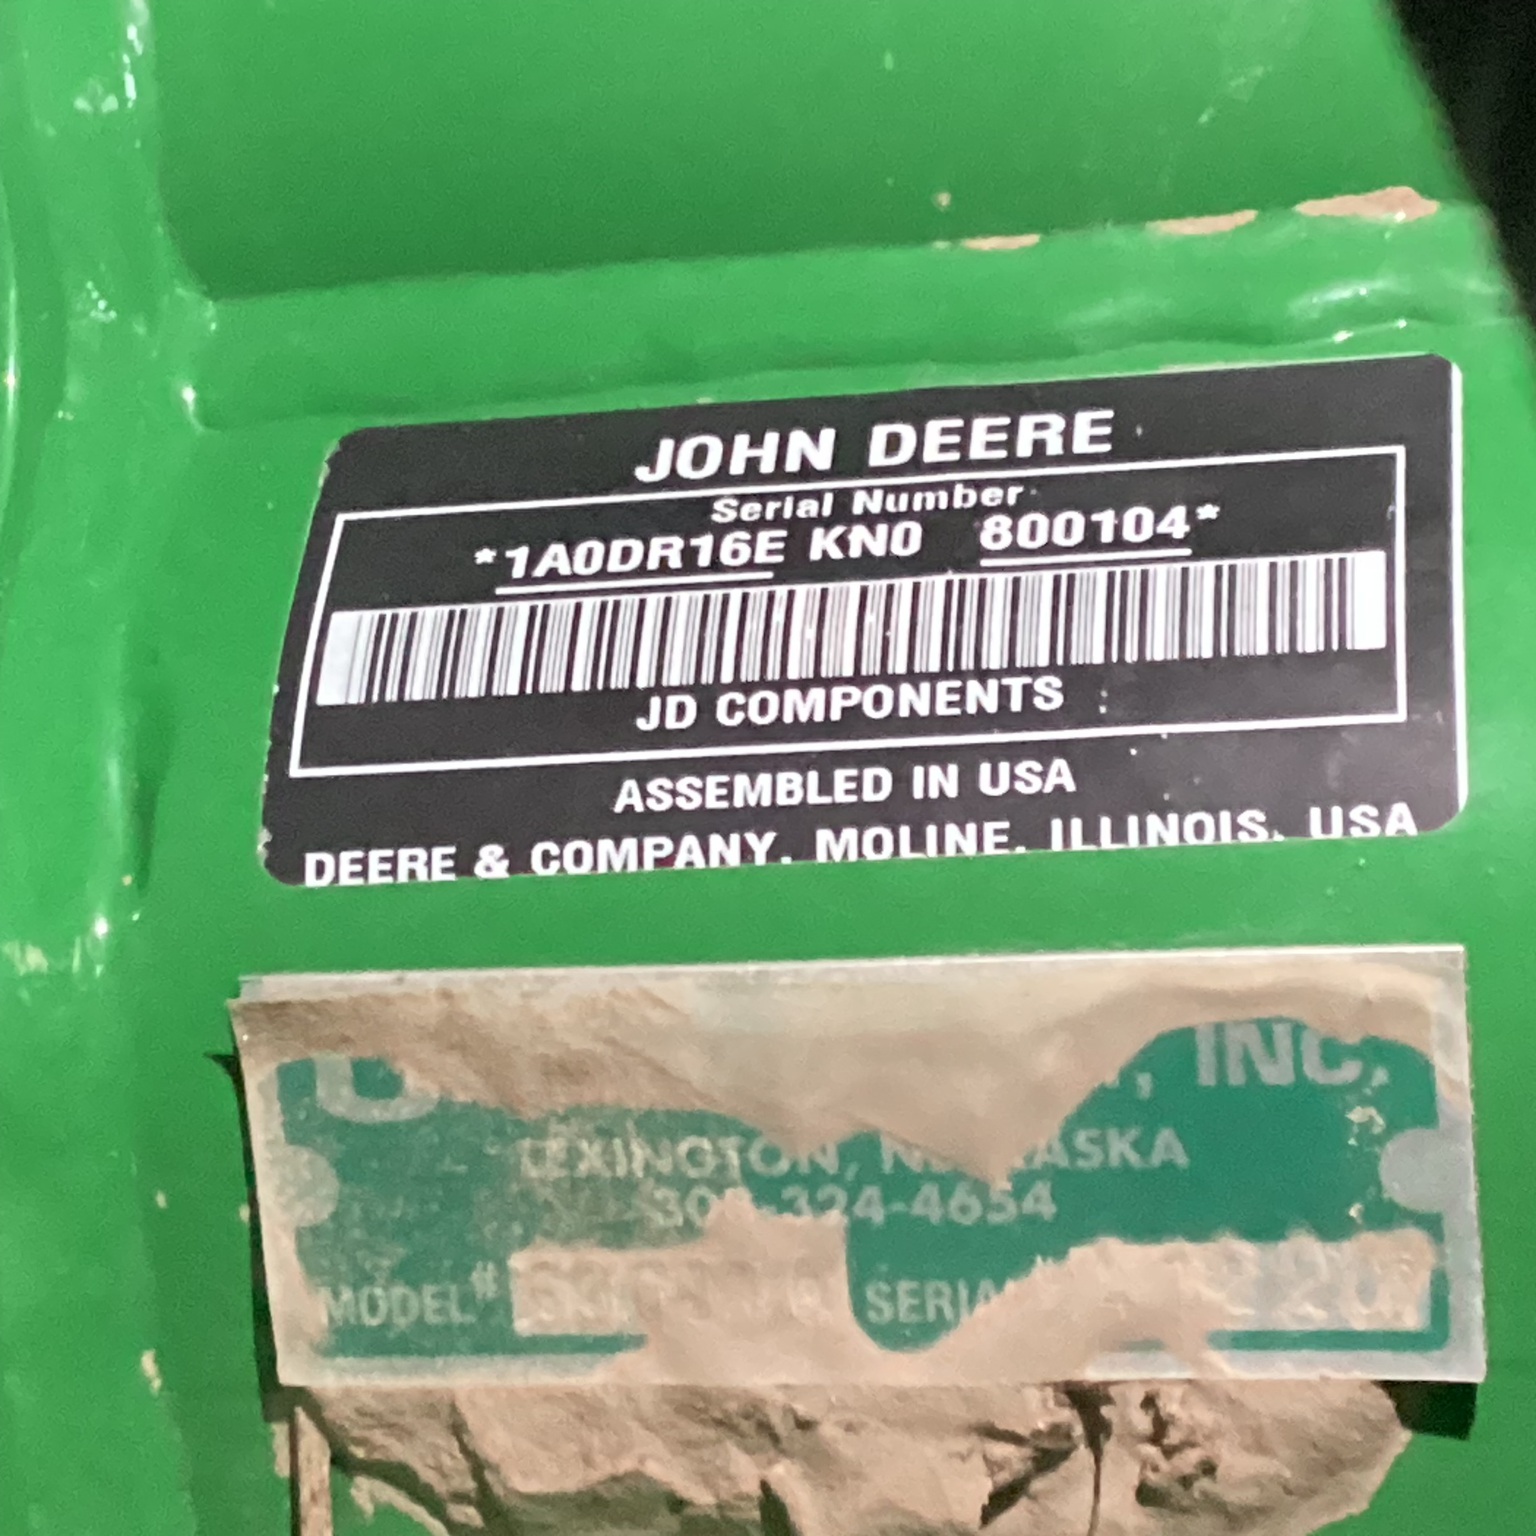 JOHN DEERE
Serial Number
*1A0DR16E KN0 800104*
JD COMPONENTS
ASSEMBLED IN USA
DEERE & COMPANY, MOLINE, ILLINOIS, USA
, INC.
LEXINGTON,
-324-4654
MODEL#